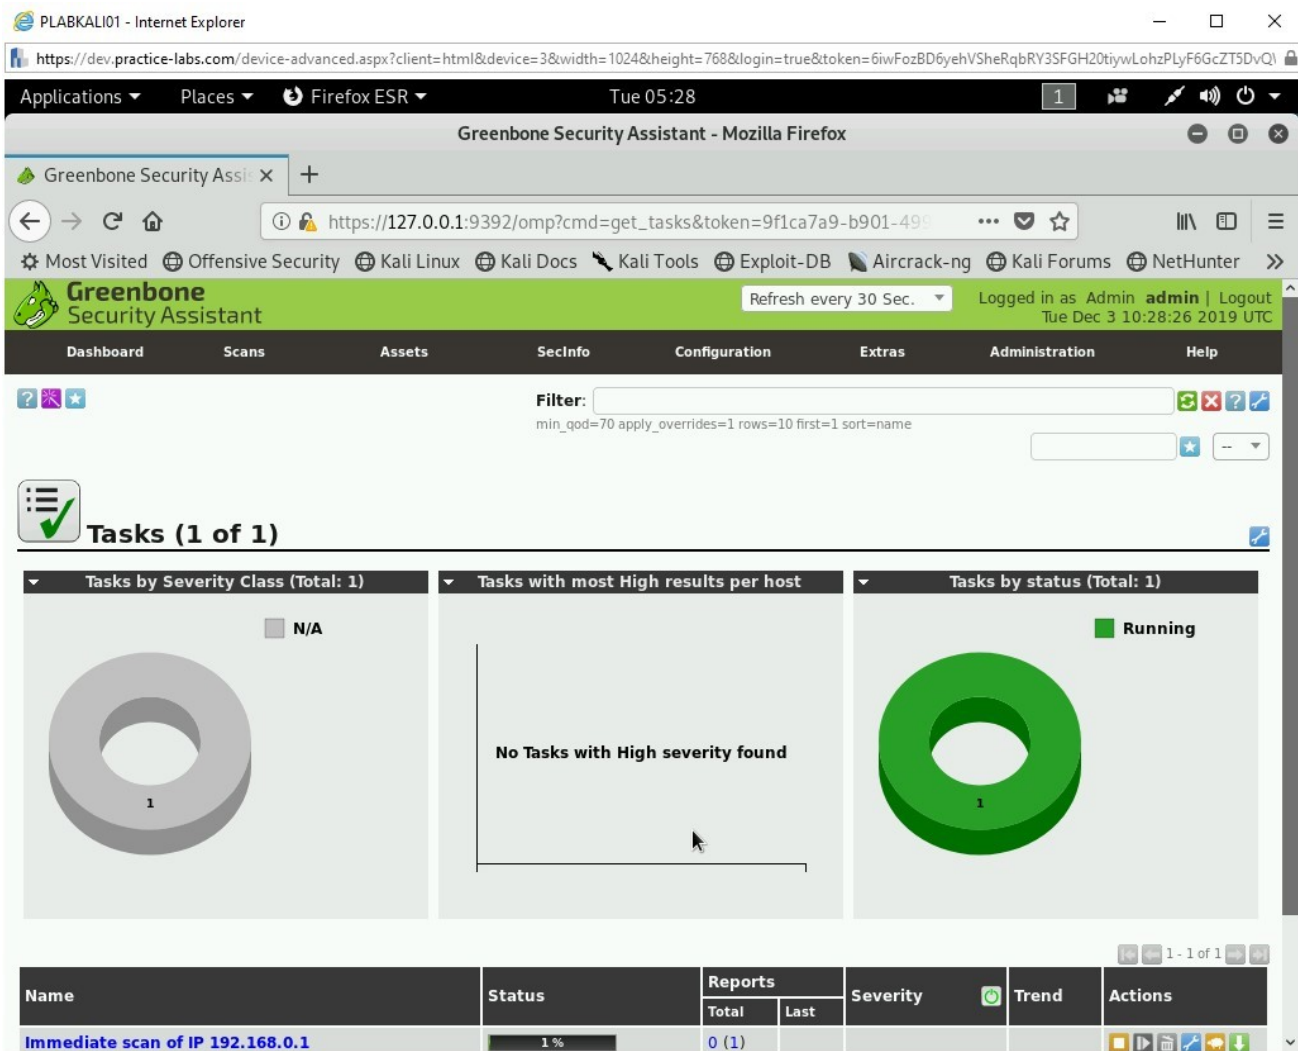 PLABKALI01 - Internet Explorer
https://dev.practice-labs.com/device-advanced.aspx?client=html&device=3&width=1024&height=768&login=true&token=6iwFozBD6yehVSheRqbRY3SFGH20tiywLohzPLyF6GcZT5DvQV
Applications Places Firefox ESR Tue 05:28 1
Greenbone Security Assistant - Mozilla Firefox
Greenbone Security Assis
https://127.0.0.1:9392/omp?cmd=get_tasks&token=9f1ca7a9-b901-499
Most Visited Offensive Security Kali Linux Kali Docs Kali Tools Exploit-DB Aircrack-ng Kali Forums NetHunter
Greenbone
Security Assistant
Refresh every 30 Sec.
Logged in as Admin admin | Logout
Tue Dec 3 10:28:26 2019 UTC
Dashboard Scans Assets SecInfo Configuration Extras Administration Help
Filter:
min_qod=70 apply_overrides=1 rows=10 first=1 sort=name
--
Tasks (1 of 1)
Tasks by Severity Class (Total: 1)
N/A
1
Tasks with most High results per host
No Tasks with High severity found
Tasks by status (Total: 1)
Running
1
1 - 1 of 1
Name Status Reports Severity Trend Actions
Total Last
Immediate scan of IP 192.168.0.1 1 % 0 (1)